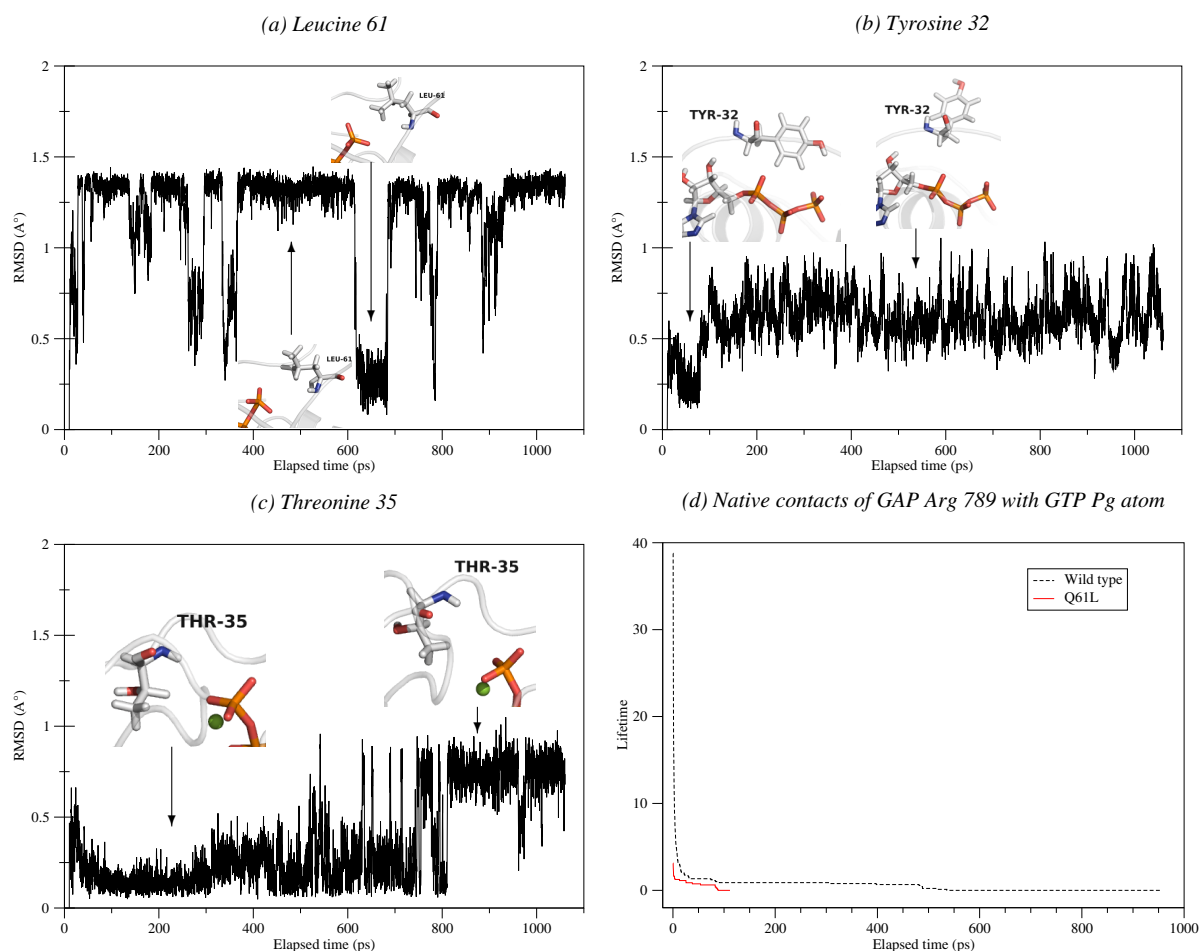 (a) Leucine 61
2
1.5
1
0.5
0
RMSD (A°)
LEU-61
LEU-61
0
200
400
600
800
1000
Elapsed time (ps)
(b) Tyrosine 32
2
1.5
1
0.5
0
RMSD (A°)
TYR-32
TYR-32
0
200
400
600
800
1000
Elapsed time (ps)
(c) Threonine 35
2
1.5
1
0.5
0
RMSD (A°)
THR-35
THR-35
0
200
400
600
800
1000
Elapsed time (ps)
(d) Native contacts of GAP Arg 789 with GTP Pg atom
40
30
20
10
0
Lifetime
Wild type
Q61L
0
200
400
600
800
1000
Elapsed time (ps)